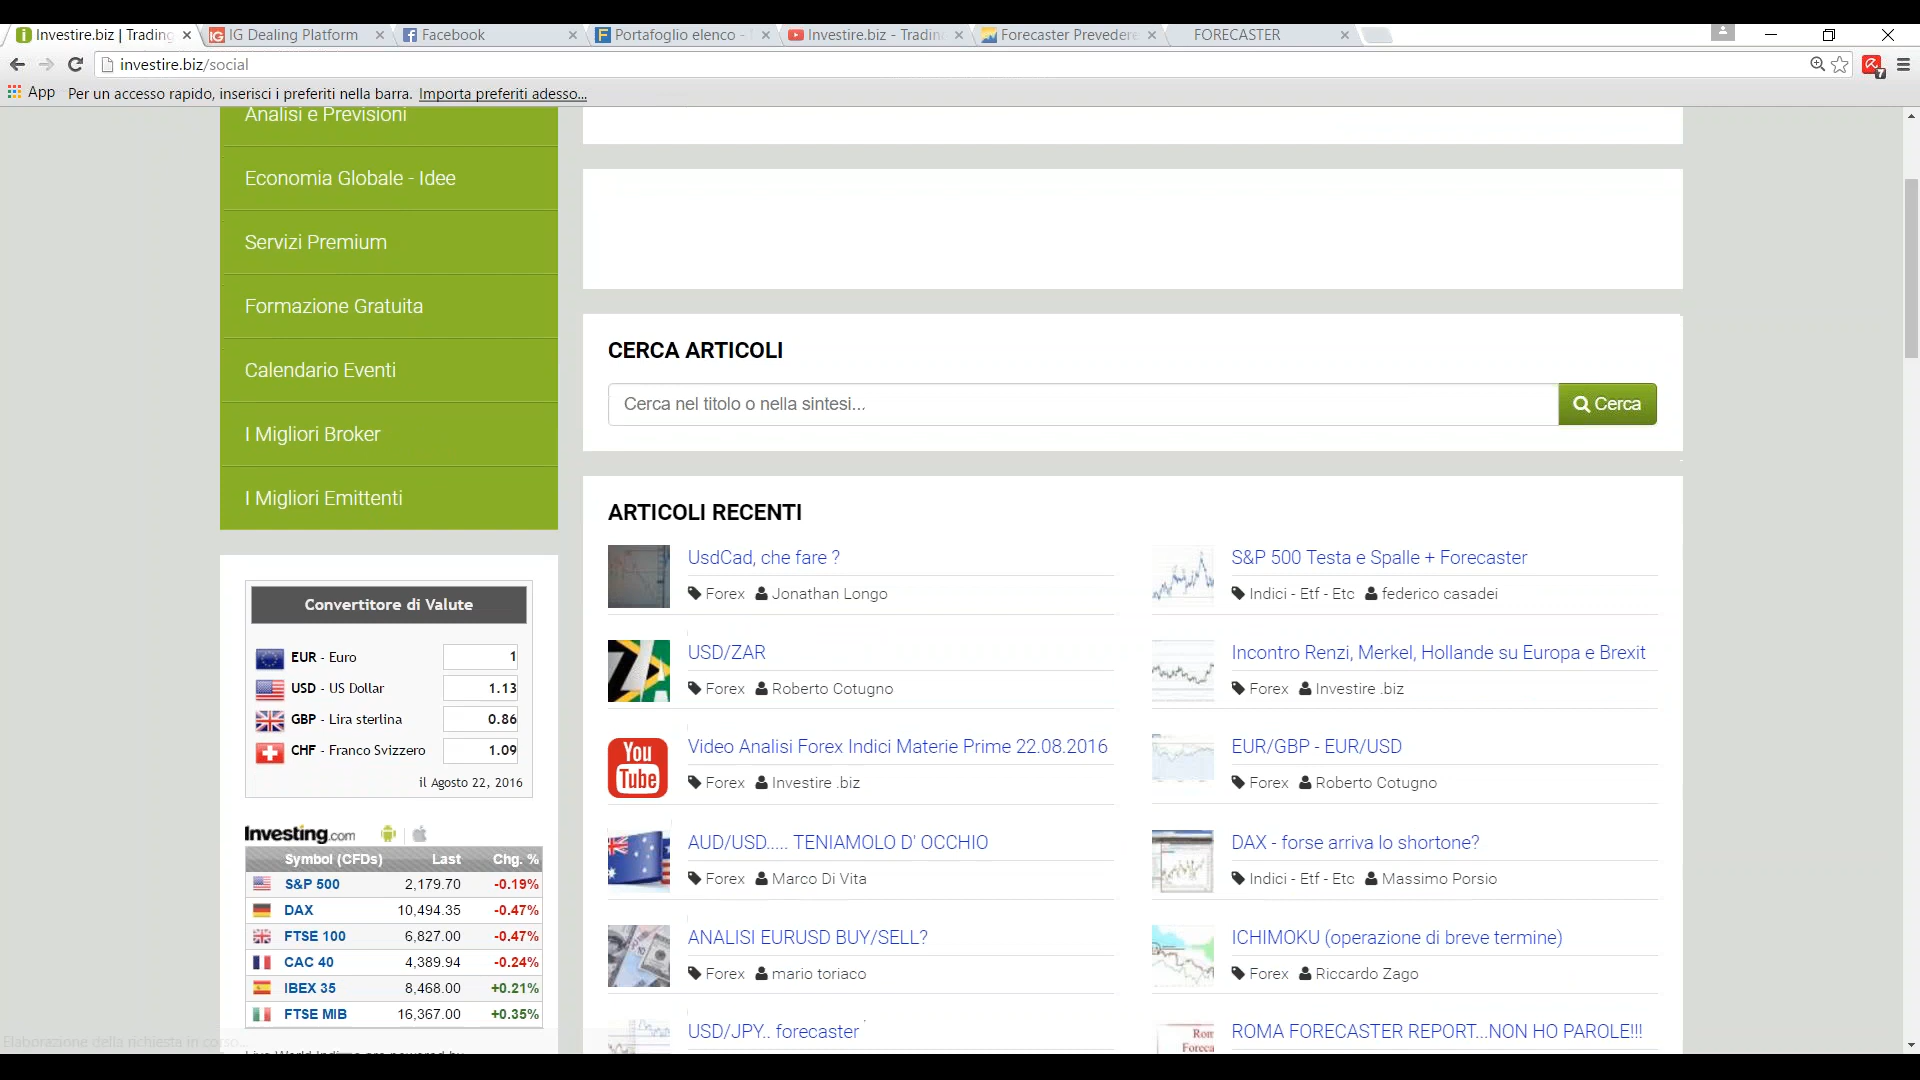 Investire.biz | Trading
IG Dealing Platform
Facebook
Portafoglio elenco -
Investire.biz - Trading
Forecaster Prevedere
FORECASTER
investire.biz/social
7
App
Per un accesso rapido, inserisci i preferiti nella barra. Importa preferiti adesso...
Analisi e Previsioni
Economia Globale - Idee
Servizi Premium
Formazione Gratuita
Calendario Eventi
I Migliori Broker
I Migliori Emittenti
Convertitore di Valute
EUR - Euro 1
USD - US Dollar 1.13
GBP - Lira sterlina 0.86
CHF - Franco Svizzero 1.09
il Agosto 22, 2016
Investing.com
Symbol (CFDs) Last Chg. %
S&P 500 2,179.70 -0.19%
DAX 10,494.35 -0.47%
FTSE 100 6,827.00 -0.47%
CAC 40 4,389.94 -0.24%
IBEX 35 8,468.00 +0.21%
FTSE MIB 16,367.00 +0.35%
Elaborazione della richiesta in corso...
CERCA ARTICOLI
Cerca nel titolo o nella sintesi...
Cerca
ARTICOLI RECENTI
UsdCad, che fare ?
Forex Jonathan Longo
S&P 500 Testa e Spalle + Forecaster
Indici - Etf - Etc federico casadei
USD/ZAR
Forex Roberto Cotugno
Incontro Renzi, Merkel, Hollande su Europa e Brexit
Forex Investire .biz
You
Tube
Video Analisi Forex Indici Materie Prime 22.08.2016
Forex Investire .biz
EUR/GBP - EUR/USD
Forex Roberto Cotugno
AUD/USD..... TENIAMOLO D' OCCHIO
Forex Marco Di Vita
DAX - forse arriva lo shortone?
Indici - Etf - Etc Massimo Porsio
ANALISI EURUSD BUY/SELL?
Forex mario toriaco
ICHIMOKU (operazione di breve termine)
Forex Riccardo Zago
USD/JPY.. forecaster
ROMA FORECASTER REPORT...NON HO PAROLE!!!